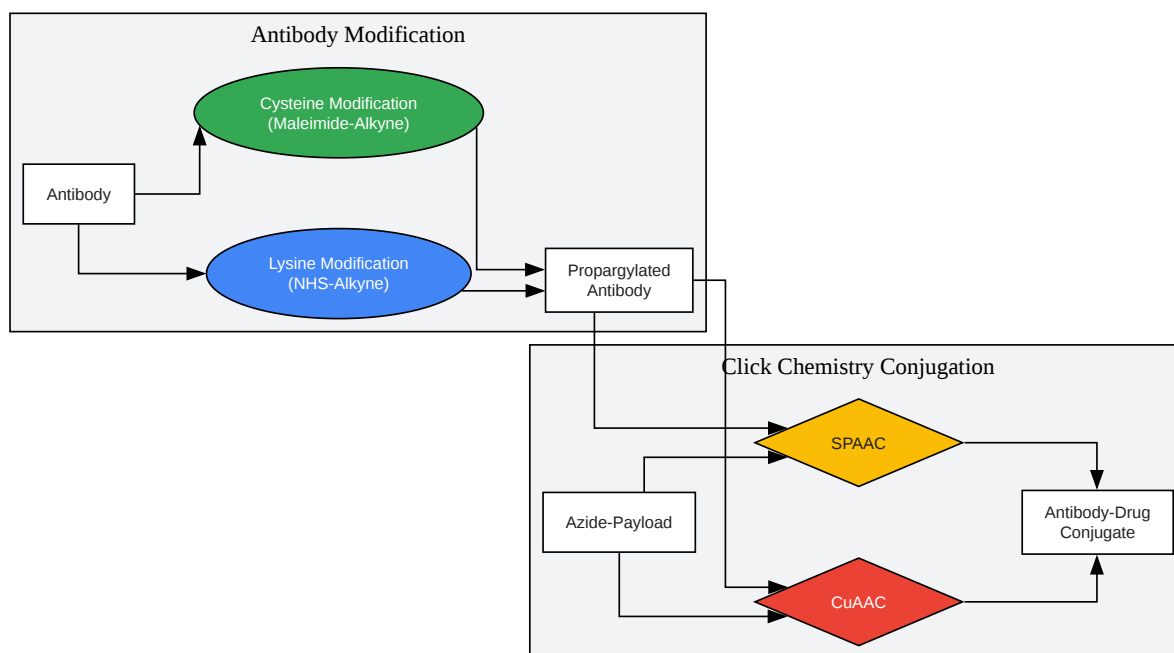 Antibody Modification
Cysteine Modification
(Maleimide-Alkyne)
Antibody
Lysine Modification
(NHS-Alkyne)
Propargylated
Antibody
Click Chemistry Conjugation
SPAAC
Azide-Payload
Antibody-Drug
Conjugate
CuAAC